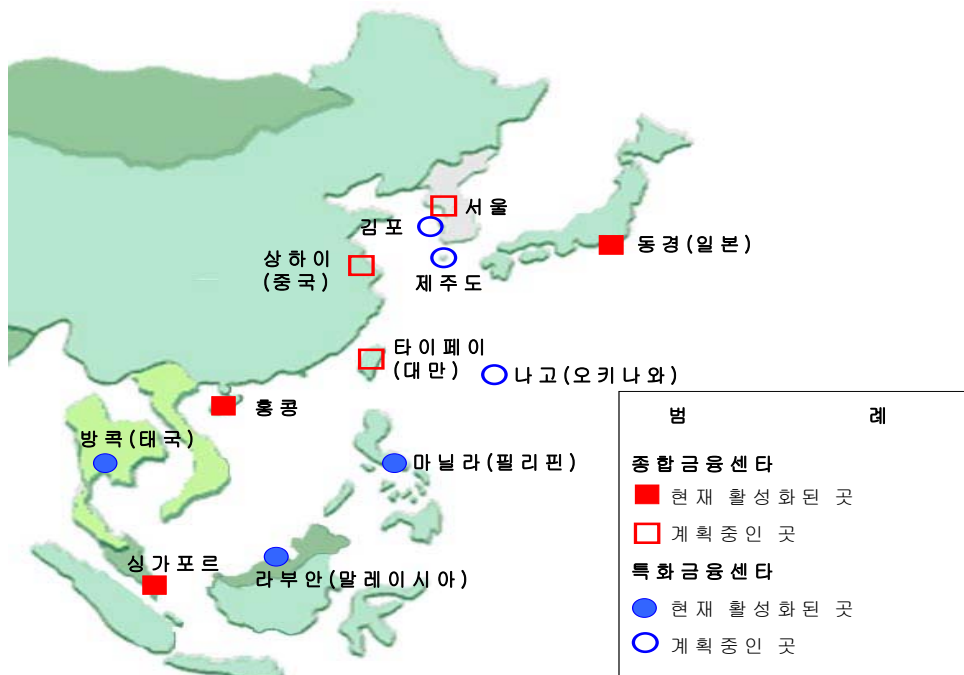 서울
김포
동경(일본)
상하이
(중국)
제주도
타이페이
(대만)
나고(오키나와)
홍콩
방콕(태국)
마닐라(필리핀)
싱가포르
라부안(말레이시아)
범 례
종합금융센타
현재 활성화된 곳
계획중인 곳
특화금융센타
현재 활성화된 곳
계획중인 곳